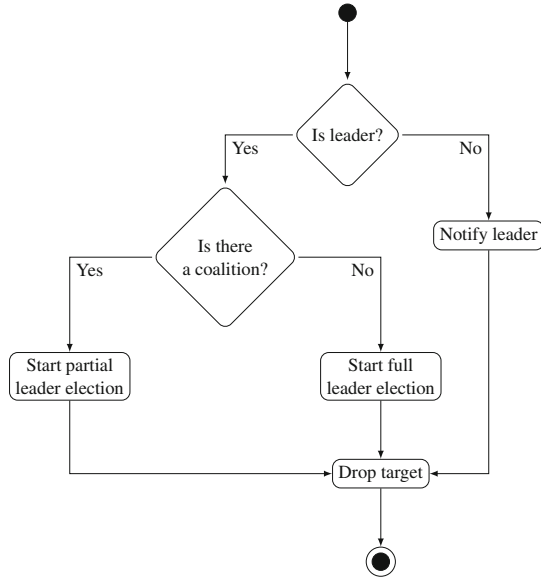 Is leader?
Yes
No
Notify leader
Is there
a coalition?
Yes
No
Start partial
leader election
Start full
leader election
Drop target